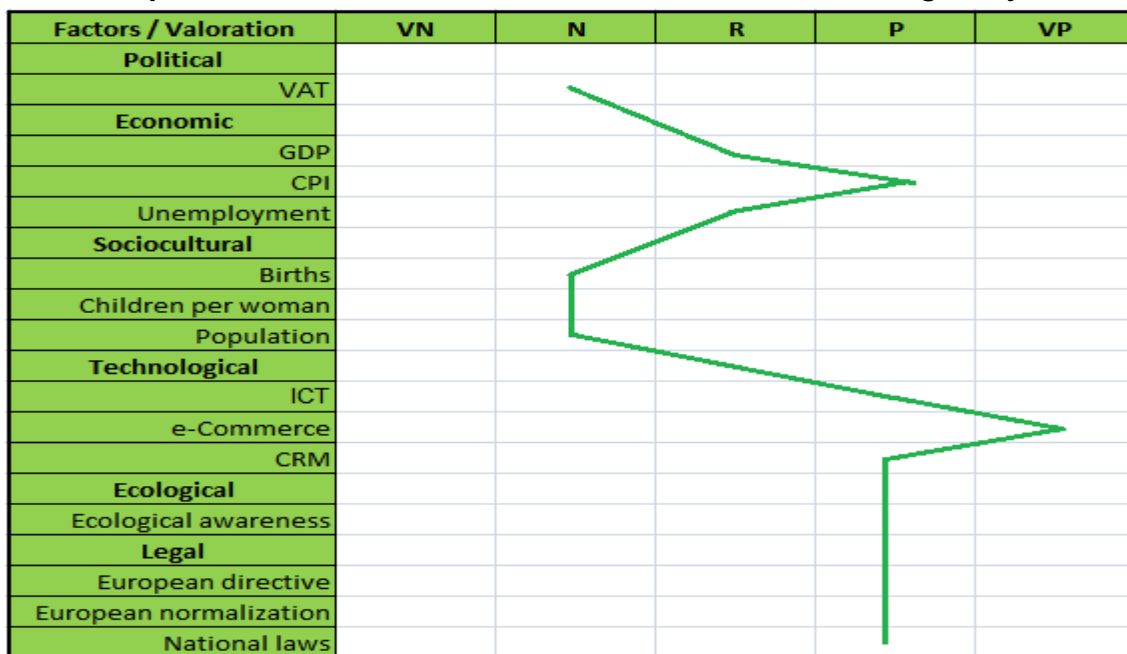 Factors / Valoration VN N R P VP
Political
VAT
Economic
GDP
CPI
Unemployment
Sociocultural
Births
Children per woman
Population
Technological
ICT
e-Commerce
CRM
Ecological
Ecological awareness
Legal
European directive
European normalization
National laws